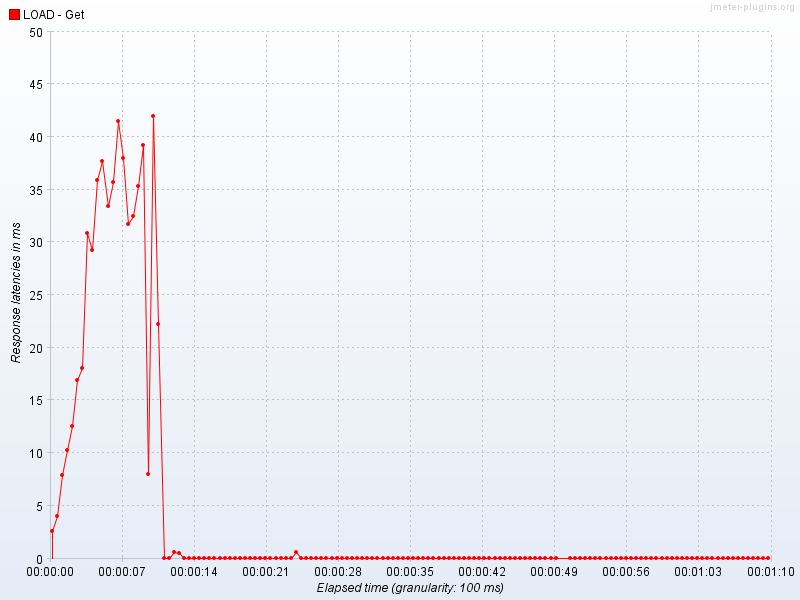 jmeter-plugins.org
LOAD - Get
50
45
40
35
30
25
20
15
10
5
0
Response latencies in ms
00:00:00 00:00:07 00:00:14 00:00:21 00:00:28 00:00:35 00:00:42 00:00:49 00:00:56 00:01:03 00:01:10
Elapsed time (granularity: 100 ms)